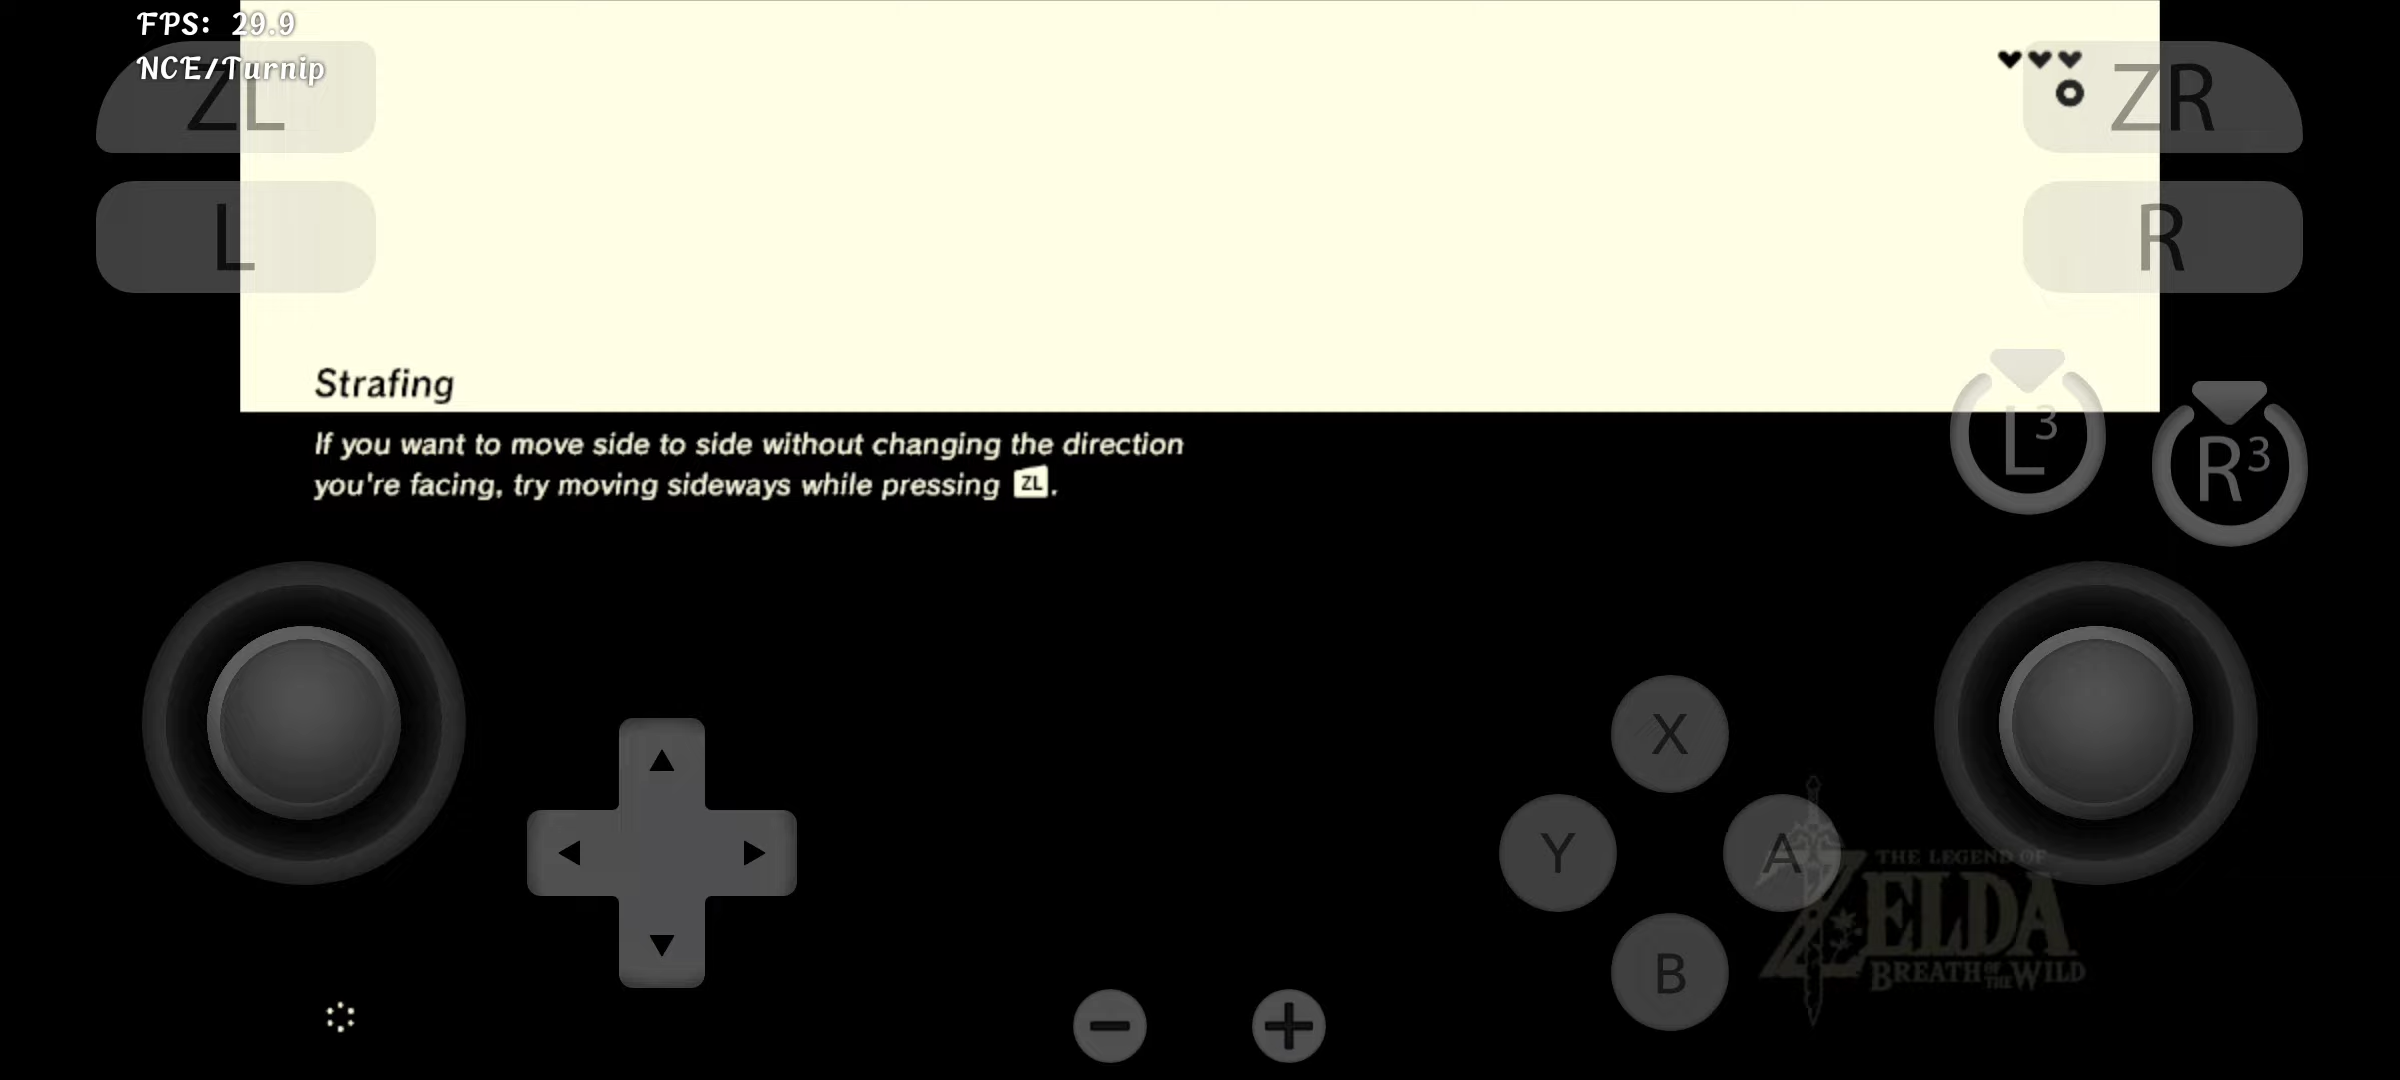 FPS: 29.9
NCE/Turnip
ZL
ZR
L
R
Strafing
If you want to move side to side without changing the direction
you're facing, try moving sideways while pressing ZL.
L3
R3
X
Y
A
B
THE LEGEND OF
ZELDA
BREATH OF THE WILD